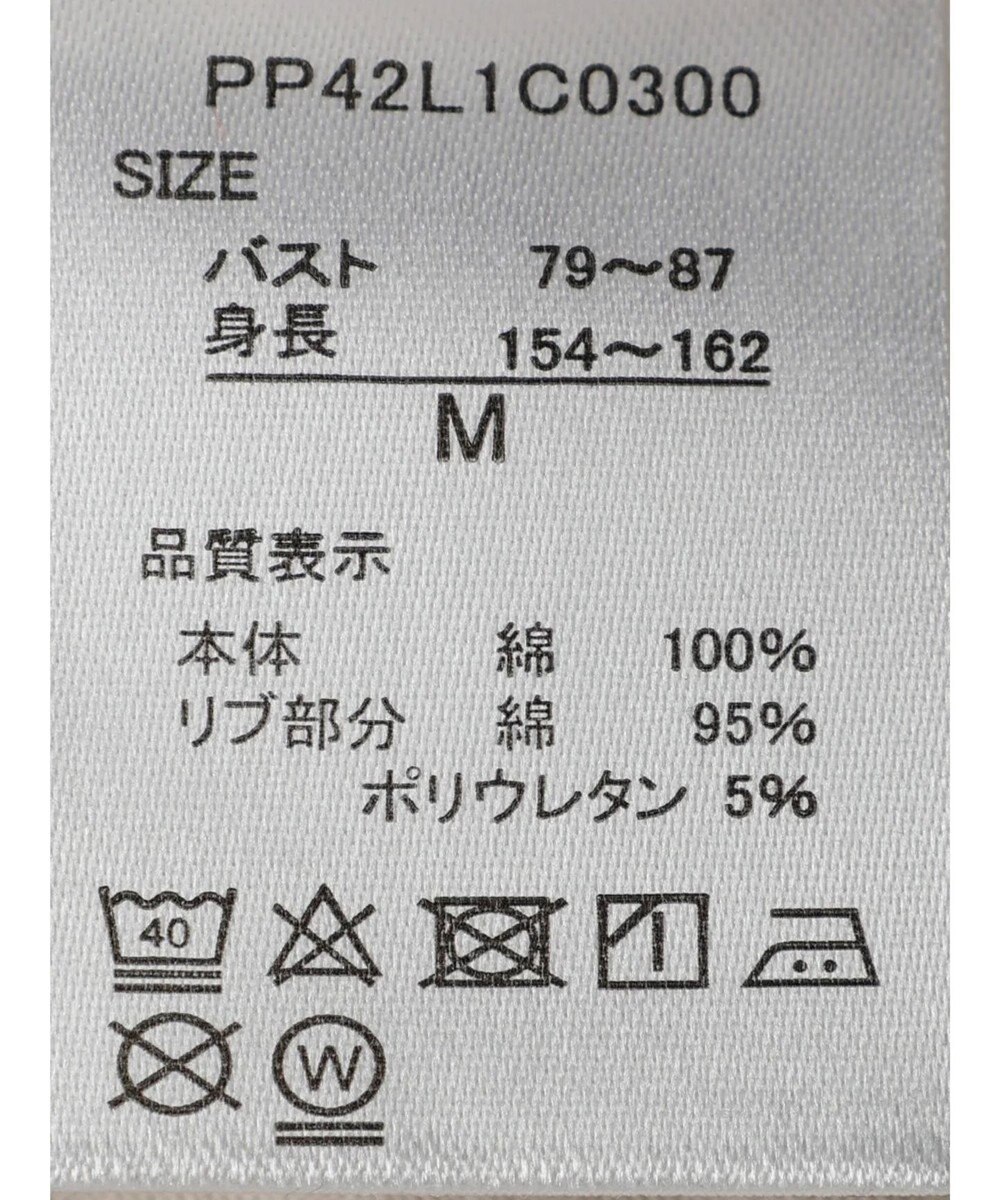 PP42L1C0300
SIZE
バスト 79～87
身長 154～162
M
品質表示
本体 綿 100%
リブ部分 綿 95%
ポリウレタン 5%
40
W